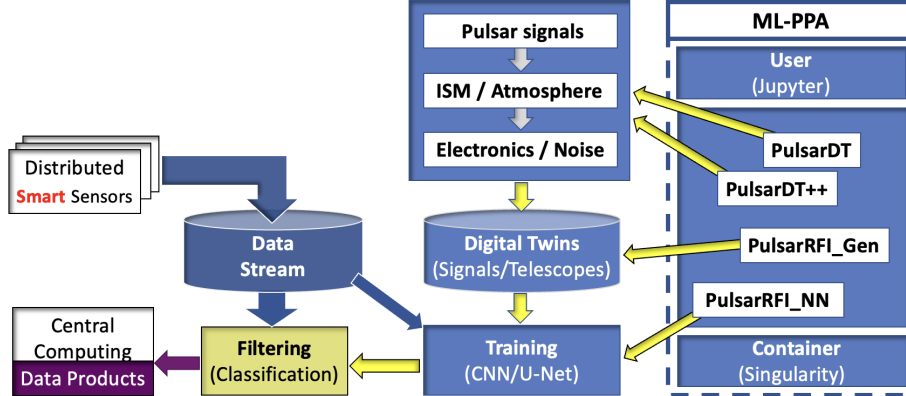 Pulsar signals
ISM / Atmosphere
Electronics / Noise
Distributed
Smart Sensors
Data
Stream
Digital Twins
(Signals/Telescopes)
Central
Computing
Data Products
Filtering
(Classification)
Training
(CNN/U-Net)
ML-PPA
User
(Jupyter)
PulsarDT
PulsarDT++
PulsarRFI_Gen
PulsarRFI_NN
Container
(Singularity)